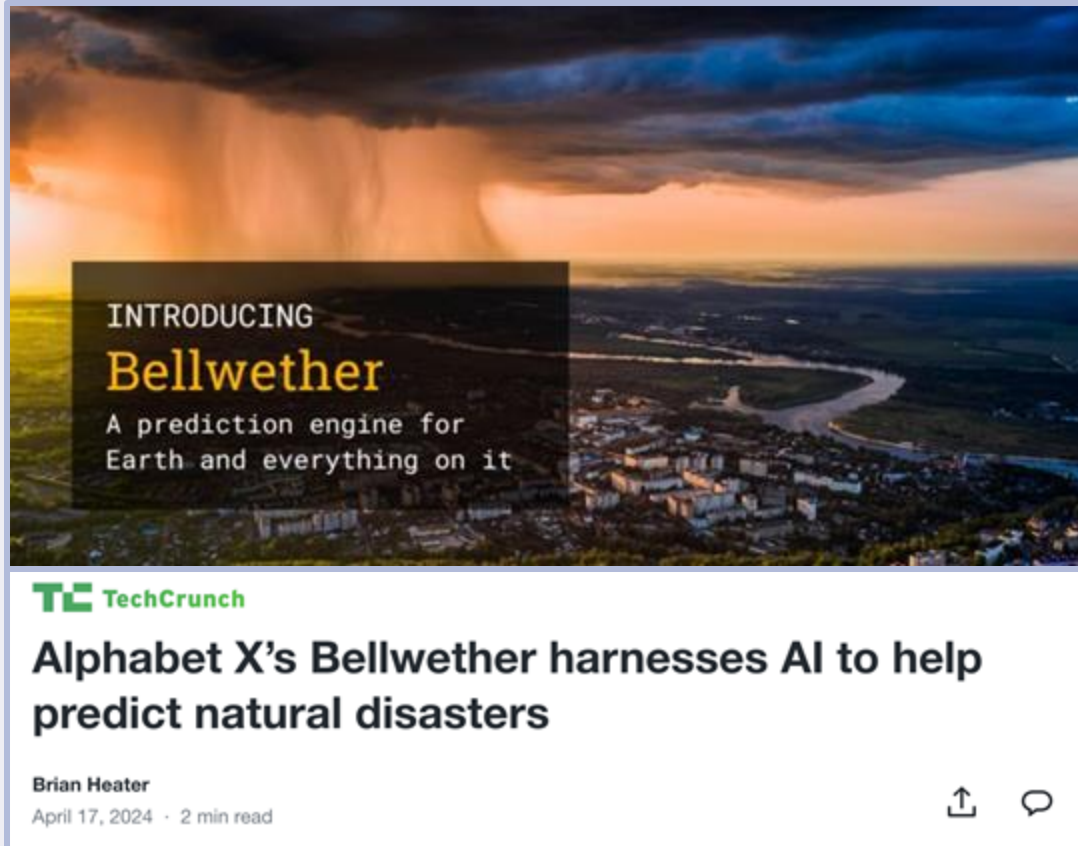 INTRODUCING
Bellwether
A prediction engine for
Earth and everything on it
TC TechCrunch
Alphabet X’s Bellwether harnesses AI to help
predict natural disasters
Brian Heater
April 17, 2024 · 2 min read